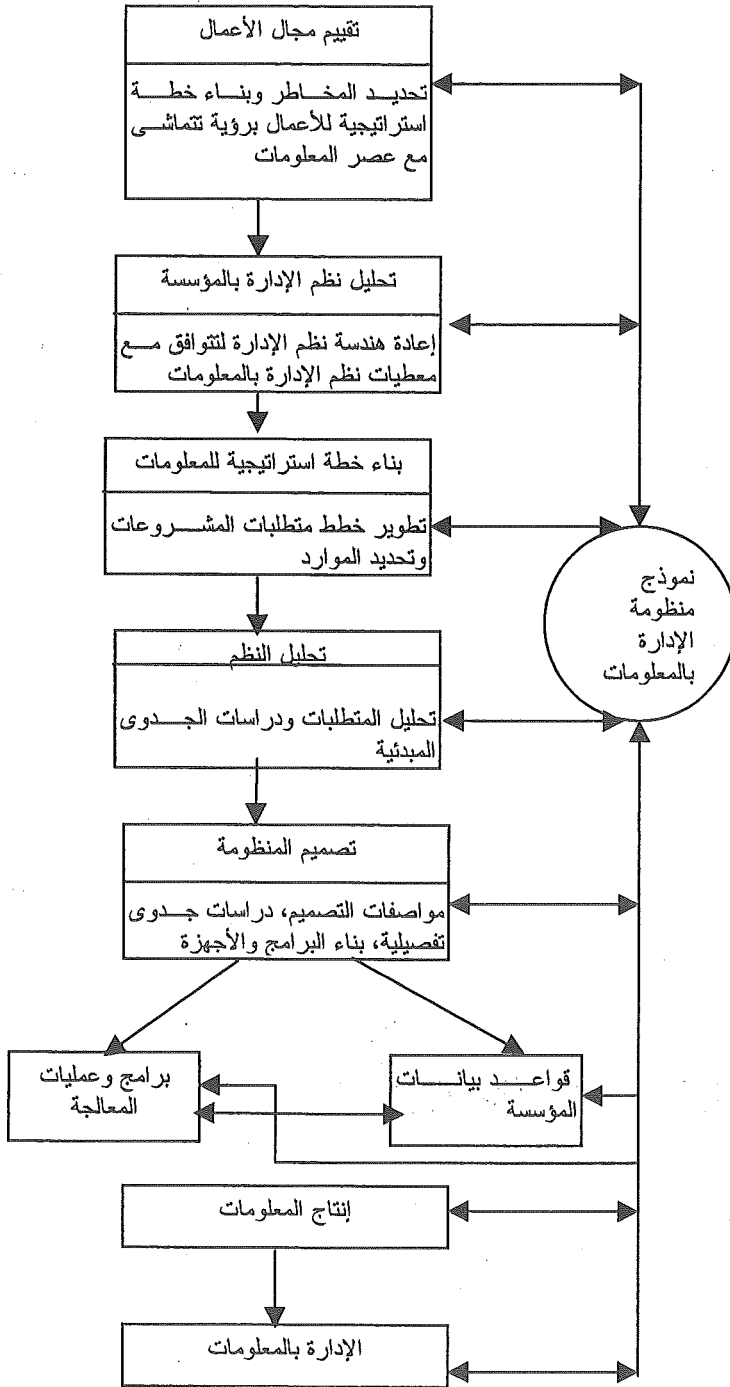 تقييم مجال الأعمال
تحديد المخاطر وبناء خطة
استراتيجية للأعمال برؤية تتماشى
مع عصر المعلومات
تحليل نظم الإدارة بالمؤسسة
إعادة هندسة نظم الإدارة لتتوافق مع
معطيات نظم الإدارة بالمعلومات
بناء خطة استراتيجية للمعلومات
تطوير خطط متطلبات المشروعات
وتحديد الموارد
نموذج
منظومة
الإدارة
بالمعلومات
تحليل النظم
تحليل المتطلبات ودراسات الجدوى
المبدئية
تصميم المنظومة
مواصفات التصميم، دراسات جدوى
تفصيلية، بناء البرامج والأجهزة
قواعد بيانات
المؤسسة
برامج وعمليات
المعالجة
إنتاج المعلومات
الإدارة بالمعلومات